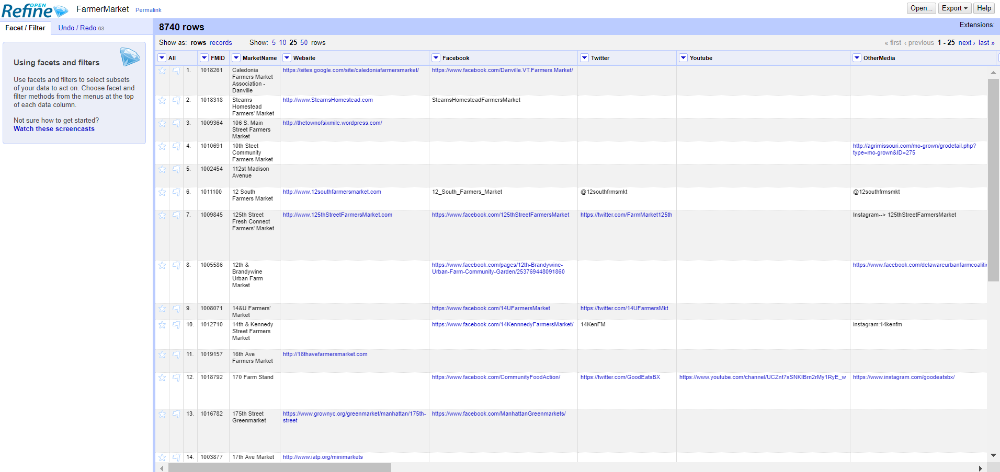 OPEN
Refine FarmerMarket Permalink Open... Export Help
Facet / Filter Undo / Redo 63 8740 rows Extensions:
Show as: rows records Show: 5 10 25 50 rows « first ‹ previous 1 - 25 next › last »
Using facets and filters
Use facets and filters to select subsets
of your data to act on. Choose facet and
filter methods from the menus at the top
of each data column.
Not sure how to get started?
Watch these screencasts
All FMID MarketName Website Facebook Twitter Youtube OtherMedia
1. 1018261 Caledonia https://sites.google.com/site/caledoniafarmersmarket/ https://www.facebook.com/Danville.VT.Farmers.Market/
Farmers Market
Association -
Danville
2. 1018318 Stearns http://www.StearnsHomestead.com StearnsHomesteadFarmersMarket
Homestead
Farmers' Market
3. 1009364 106 S. Main http://thetownofsixmile.wordpress.com/
Street Farmers
Market
4. 1010691 10th Steet http://agrimissouri.com/mo-grown/grodetail.php?
Community type=mo-grown&ID=275
Farmers Market
5. 1002454 112st Madison
Avenue
6. 1011100 12 South http://www.12southfarmersmarket.com 12_South_Farmers_Market @12southfrmsmkt @12southfrmsmkt
Farmers Market
7. 1009845 125th Street http://www.125thStreetFarmersMarket.com https://www.facebook.com/125thStreetFarmersMarket https://twitter.com/FarmMarket125th Instagram--> 125thStreetFarmersMarket
Fresh Connect
Farmers' Market
8. 1005586 12th & https://www.facebook.com/pages/12th-Brandywine- https://www.facebook.com/delawareurbanfarmcoalitic
Brandywine Urban-Farm-Community-Garden/253769448091860
Urban Farm
Market
9. 1008071 14&U Farmers' https://www.facebook.com/14UFarmersMarket https://twitter.com/14UFarmersMkt
Market
10. 1012710 14th & Kennedy https://www.facebook.com/14KennnedyFarmersMarket/ 14KenFM instagram:14kenfm
Street Farmers
Market
11. 1019157 16th Ave http://16thavefarmersmarket.com
Farmers Market
12. 1018792 170 Farm Stand https://www.facebook.com/CommunityFoodAction/ https://twitter.com/GoodEatsBX https://www.youtube.com/channel/UCZnt7sSNKIBrn2rMy1RyE_w https://www.instagram.com/goodeatsbx/
13. 1016782 175th Street https://www.grownyc.org/greenmarket/manhattan/175th- https://www.facebook.com/ManhattanGreenmarkets/
Greenmarket street
14. 1003877 17th Ave Market http://www.iatp.org/minimarkets